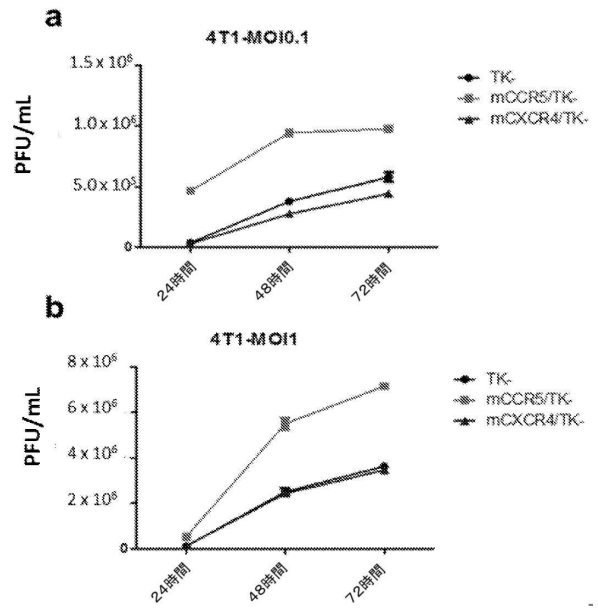 a
4T1-MOI0.1
PFU/mL
1.5 x 10⁶
1.0 x 10⁶
5.0 x 10⁵
0
24時間
48時間
72時間
TK-
mCCR5/TK-
mCXCR4/TK-
b
4T1-MOI1
PFU/mL
8 x 10⁶
6 x 10⁶
4 x 10⁶
2 x 10⁶
0
24時間
48時間
72時間
TK-
mCCR5/TK-
mCXCR4/TK-